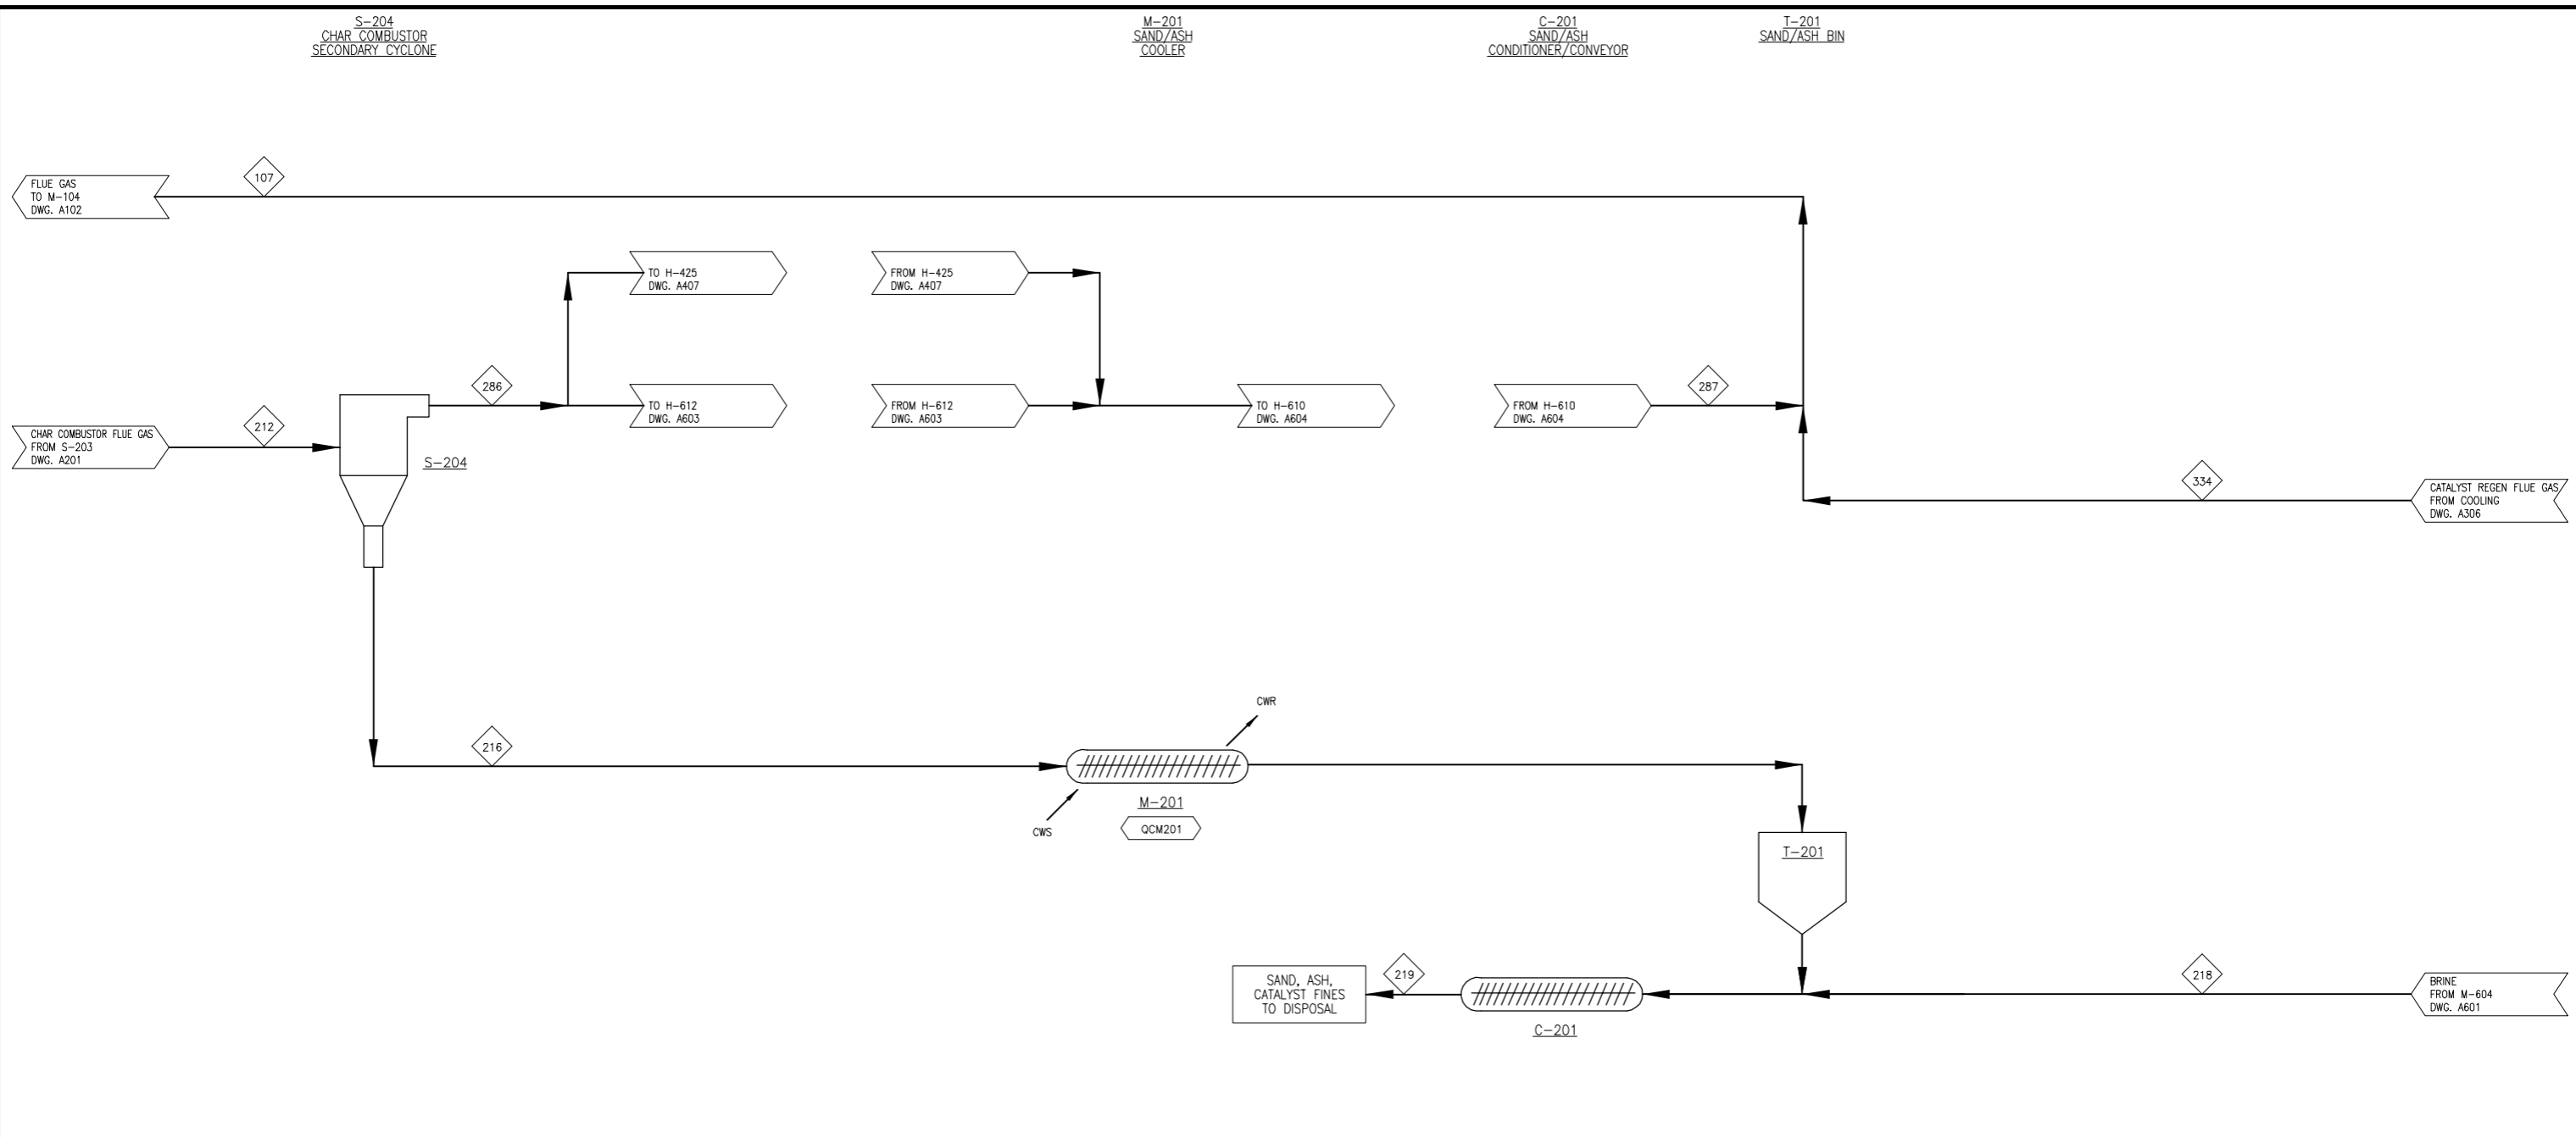 S-204
CHAR COMBUSTOR
SECONDARY CYCLONE
M-201
SAND/ASH
COOLER
C-201
SAND/ASH
CONDITIONER/CONVEYOR
T-201
SAND/ASH BIN
107
FLUE GAS
TO M-104
DWG. A102
TO H-425
DWG. A407
FROM H-425
DWG. A407
286
TO H-612
DWG. A603
FROM H-612
DWG. A603
TO H-610
DWG. A604
FROM H-610
DWG. A604
287
212
CHAR COMBUSTOR FLUE GAS
FROM S-203
DWG. A201
S-204
334
CATALYST REGEN FLUE GAS
FROM COOLING
DWG. A306
CWR
216
M-201
QCM201
CWS
T-201
SAND, ASH,
CATALYST FINES
TO DISPOSAL
219
C-201
218
BRINE
FROM M-604
DWG. A601